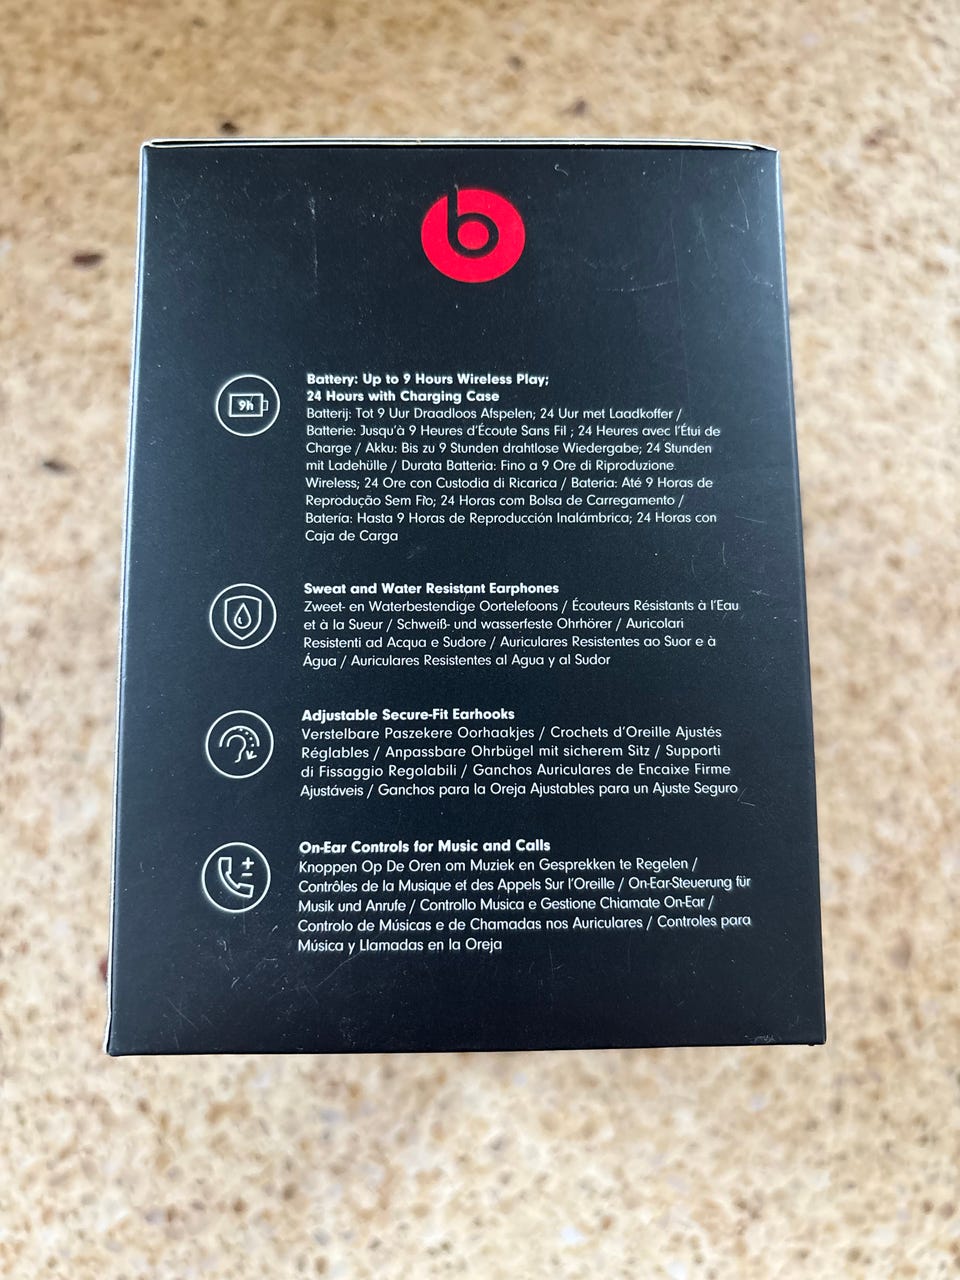 b
9h
Battery: Up to 9 Hours Wireless Play;
24 Hours with Charging Case
Batterij: Tot 9 Uur Draadloos Afspelen; 24 Uur met Laadkoffer /
Batterie: Jusqu'à 9 Heures d'Écoute Sans Fil ; 24 Heures avec l'Étui de
Charge / Akku: Bis zu 9 Stunden drahtlose Wiedergabe; 24 Stunden
mit Ladehülle / Durata Batteria: Fino a 9 Ore di Riproduzione
Wireless; 24 Ore con Custodia di Ricarica / Bateria: Até 9 Horas de
Reprodução Sem Fio; 24 Horas com Bolsa de Carregamento /
Batería: Hasta 9 Horas de Reproducción Inalámbrica; 24 Horas con
Caja de Carga
Sweat and Water Resistant Earphones
Zweet- en Waterbestendige Oortelefoons / Écouteurs Résistants à l'Eau
et à la Sueur / Schweiß- und wasserfeste Ohrhörer / Auricolari
Resistenti ad Acqua e Sudore / Auriculares Resistentes ao Suor e à
Água / Auriculares Resistentes al Agua y al Sudor
Adjustable Secure-Fit Earhooks
Verstelbare Paszekere Oorhaakjes / Crochets d'Oreille Ajustés
Réglables / Anpassbare Ohrbügel mit sicherem Sitz / Supporti
di Fissaggio Regolabili / Ganchos Auriculares de Encaixe Firme
Ajustáveis / Ganchos para la Oreja Ajustables para un Ajuste Seguro
On-Ear Controls for Music and Calls
Knoppen Op De Oren om Muziek en Gesprekken te Regelen /
Contrôles de la Musique et des Appels Sur l'Oreille / On-Ear-Steuerung für
Musik und Anrufe / Controllo Musica e Gestione Chiamate On-Ear /
Controlo de Músicas e de Chamadas nos Auriculares / Controles para
Música y Llamadas en la Oreja